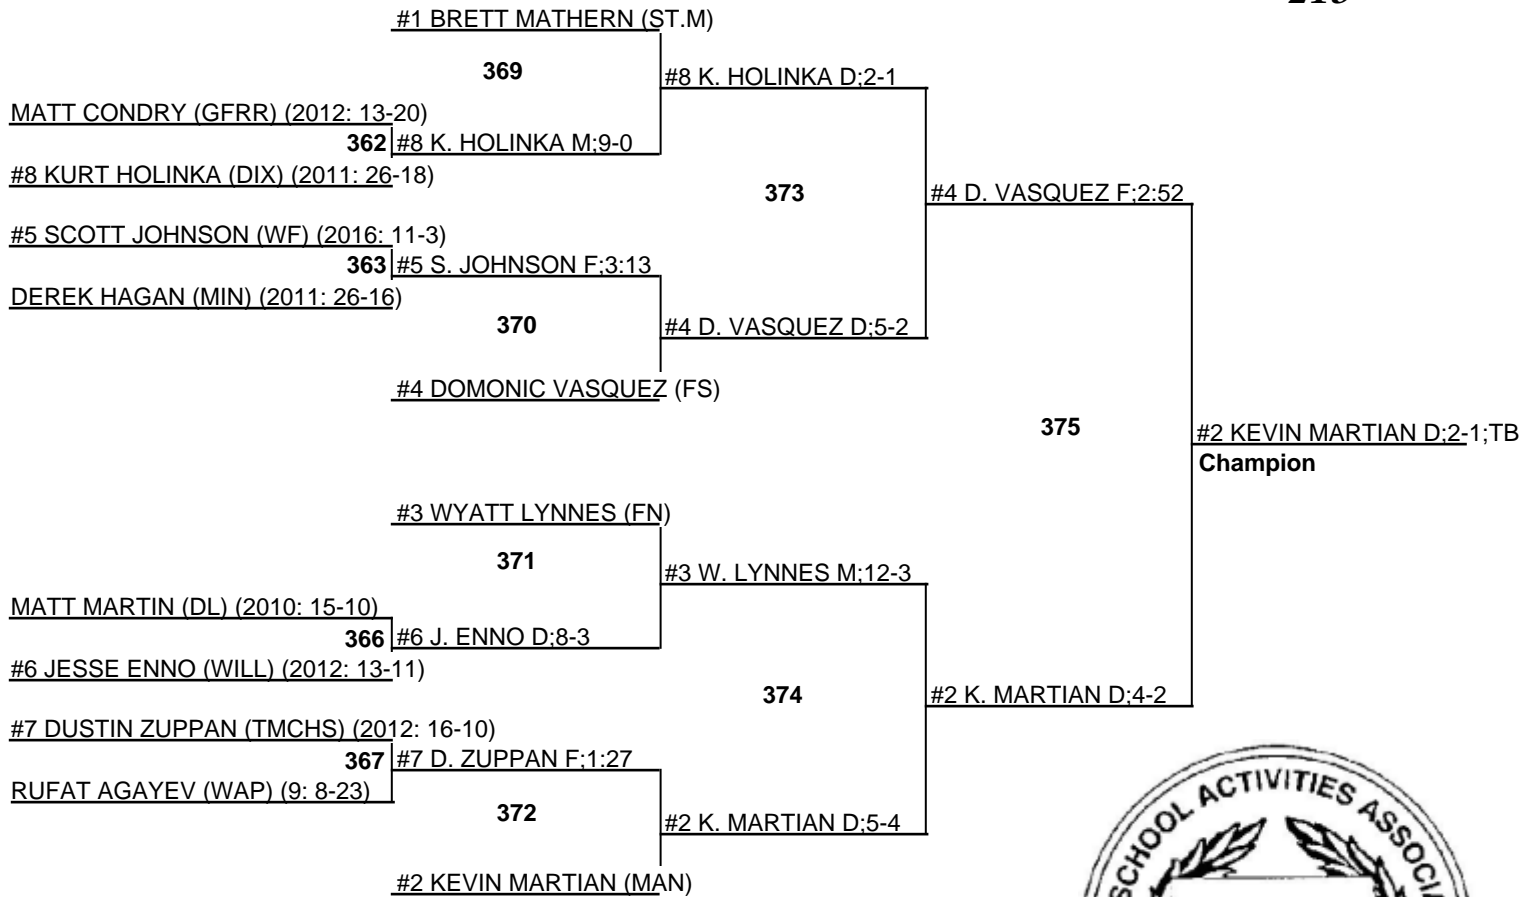 #1 BRETT MATHERN (ST.M)
369
#8 K. HOLINKA D;2-1
MATT CONDRY (GFRR) (2012: 13-20)
362 #8 K. HOLINKA M;9-0
#8 KURT HOLINKA (DIX) (2011: 26-18)
373
#4 D. VASQUEZ F;2:52
#5 SCOTT JOHNSON (WF) (2016: 11-3)
363 #5 S. JOHNSON F;3:13
DEREK HAGAN (MIN) (2011: 26-16)
370
#4 D. VASQUEZ D;5-2
#4 DOMONIC VASQUEZ (FS)
375
#2 KEVIN MARTIAN D;2-1;TB
Champion
#3 WYATT LYNNES (FN)
371
#3 W. LYNNES M;12-3
MATT MARTIN (DL) (2010: 15-10)
366 #6 J. ENNO D;8-3
#6 JESSE ENNO (WILL) (2012: 13-11)
374
#2 K. MARTIAN D;4-2
#7 DUSTIN ZUPPAN (TMCHS) (2012: 16-10)
367 #7 D. ZUPPAN F;1:27
RUFAT AGAYEV (WAP) (9: 8-23)
372
#2 K. MARTIAN D;5-4
#2 KEVIN MARTIAN (MAN)
SCHOOL ACTIVITIES